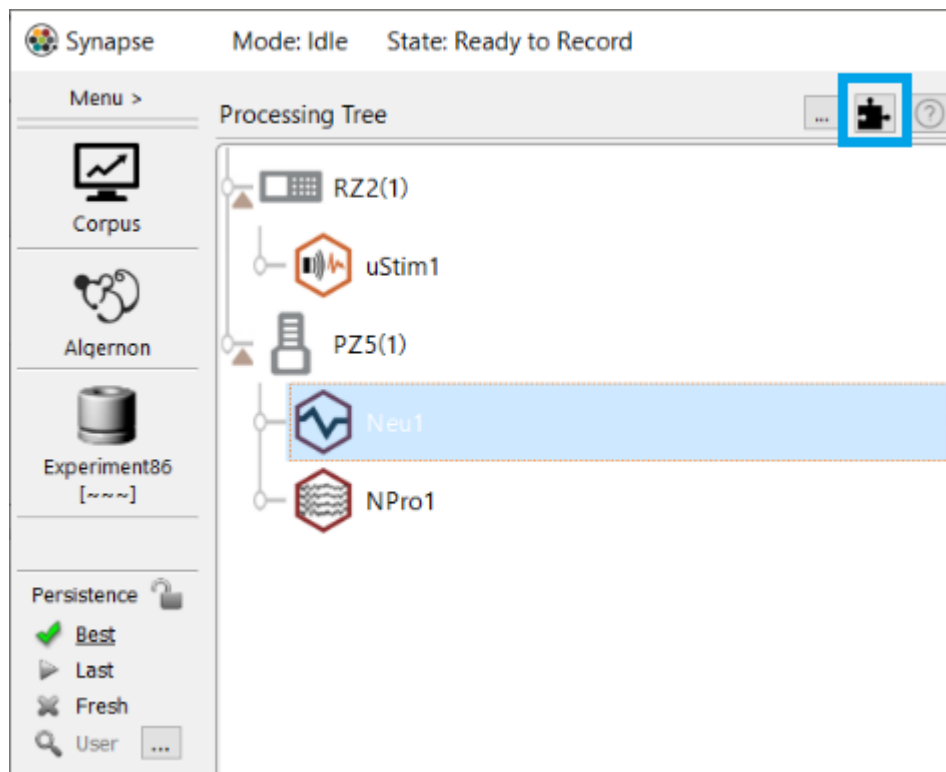 Synapse Mode: Idle State: Ready to Record
Menu >
Processing Tree ... ?
Corpus
Algernon
Experiment86
[~~~]
Persistence
Best
Last
Fresh
User ...
RZ2(1)
uStim1
PZ5(1)
Neu1
NPro1